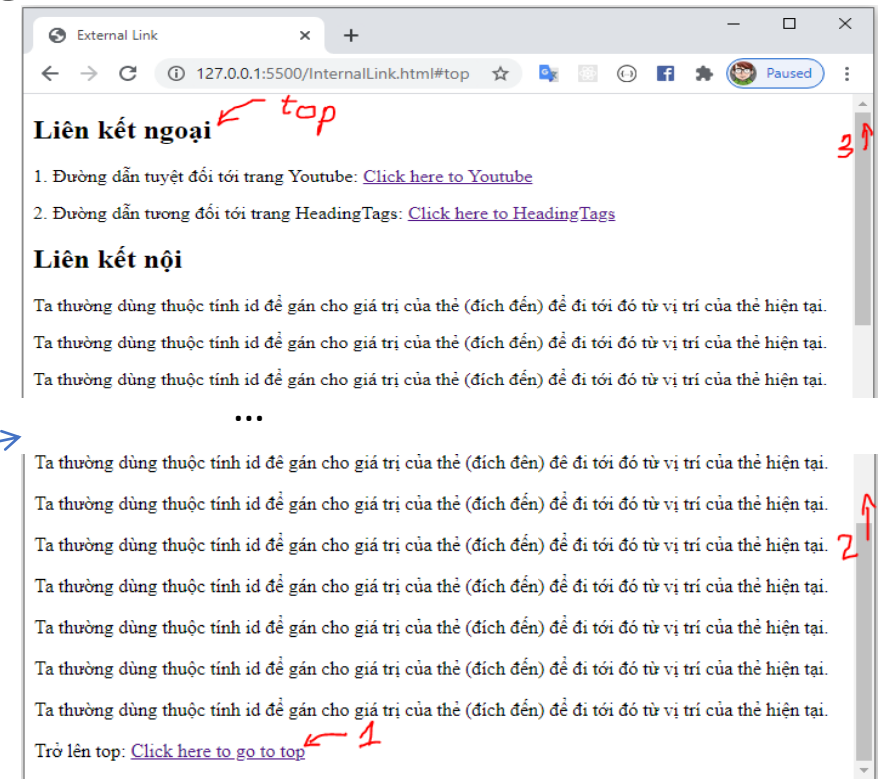 External Link
127.0.0.1:5500/InternalLink.html#top
Paused
top
Liên kết ngoại
3
1. Đường dẫn tuyệt đối tới trang Youtube: Click here to Youtube
2. Đường dẫn tương đối tới trang HeadingTags: Click here to HeadingTags
Liên kết nội
Ta thường dùng thuộc tính id để gán cho giá trị của thẻ (đích đến) để đi tới đó từ vị trí của thẻ hiện tại.
Ta thường dùng thuộc tính id để gán cho giá trị của thẻ (đích đến) để đi tới đó từ vị trí của thẻ hiện tại.
Ta thường dùng thuộc tính id để gán cho giá trị của thẻ (đích đến) để đi tới đó từ vị trí của thẻ hiện tại.
...
Ta thường dùng thuộc tính id đê gán cho giá trị của thẻ (đích đên) đê đi tới đó từ vị trí của thẻ hiện tại.
Ta thường dùng thuộc tính id để gán cho giá trị của thẻ (đích đến) để đi tới đó từ vị trí của thẻ hiện tại.
Ta thường dùng thuộc tính id để gán cho giá trị của thẻ (đích đến) để đi tới đó từ vị trí của thẻ hiện tại.
2
Ta thường dùng thuộc tính id để gán cho giá trị của thẻ (đích đến) để đi tới đó từ vị trí của thẻ hiện tại.
Ta thường dùng thuộc tính id để gán cho giá trị của thẻ (đích đến) để đi tới đó từ vị trí của thẻ hiện tại.
Ta thường dùng thuộc tính id để gán cho giá trị của thẻ (đích đến) để đi tới đó từ vị trí của thẻ hiện tại.
Ta thường dùng thuộc tính id để gán cho giá trị của thẻ (đích đến) để đi tới đó từ vị trí của thẻ hiện tại.
Trở lên top: Click here to go to top
1